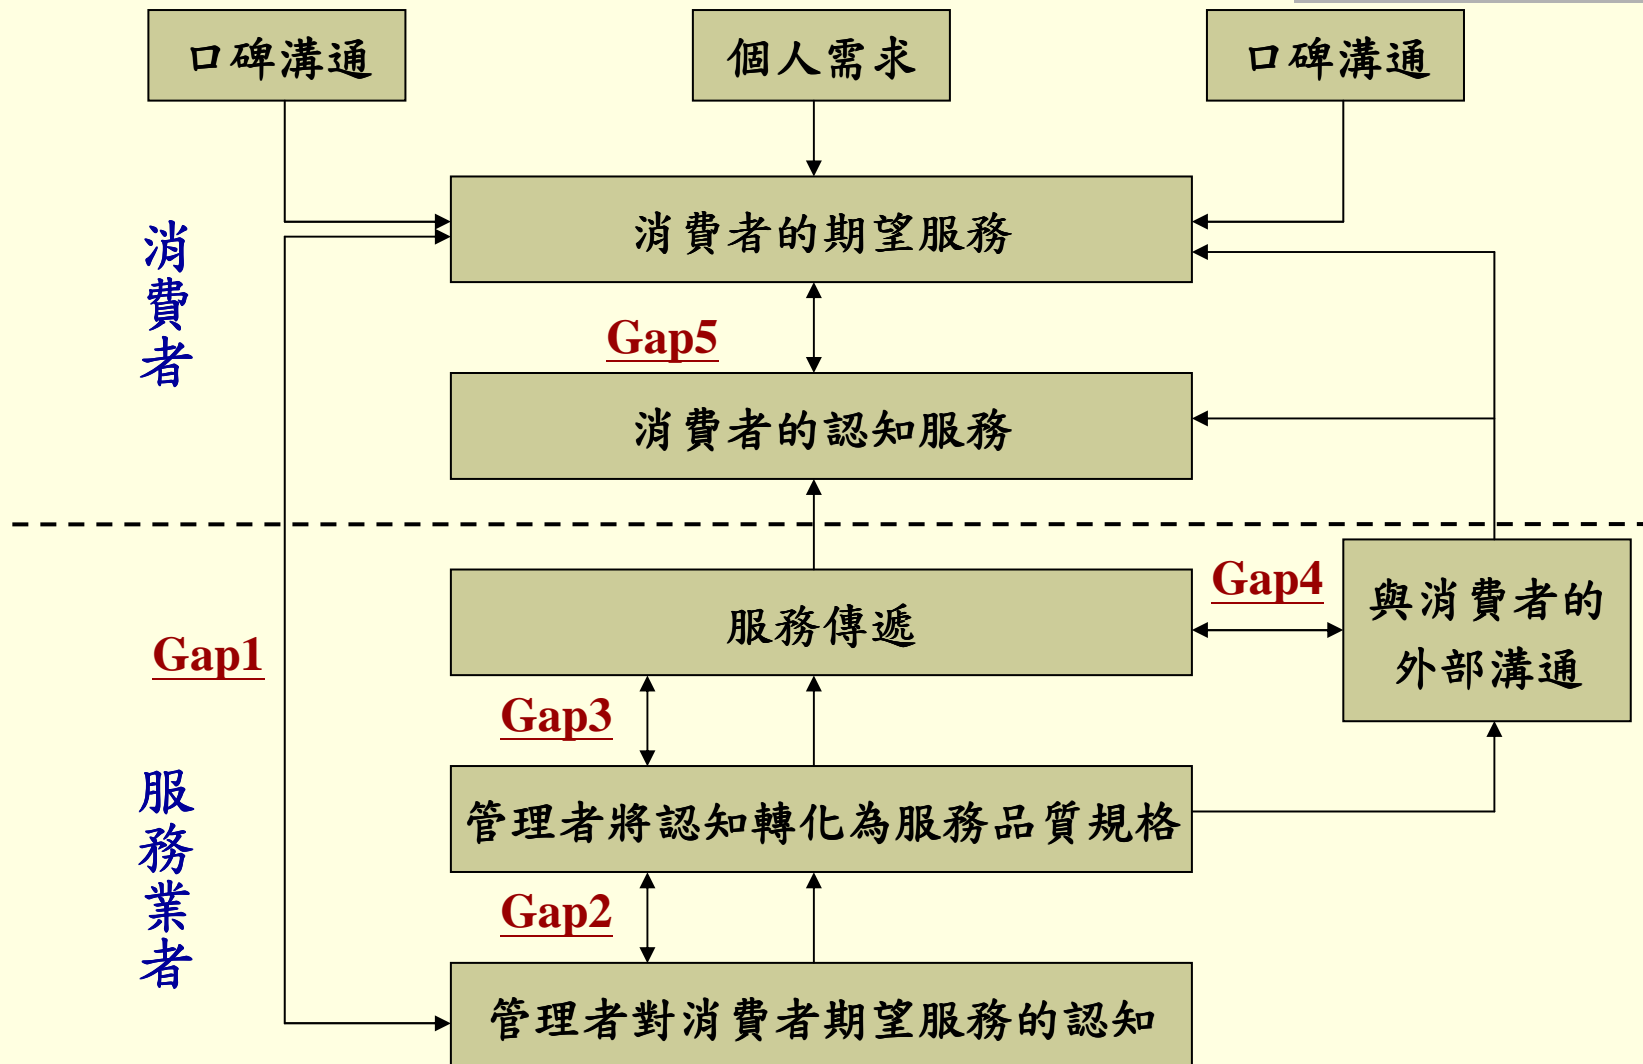 口碑溝通
個人需求
口碑溝通
消費者的期望服務
消費者
Gap5
消費者的認知服務
服務傳遞
Gap4
與消費者的
外部溝通
Gap1
Gap3
管理者將認知轉化為服務品質規格
服務業者
Gap2
管理者對消費者期望服務的認知